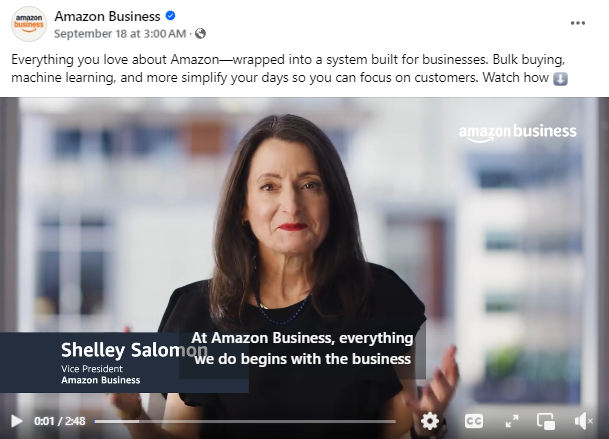 amazon
business
Amazon Business
September 18 at 3:00 AM ·
Everything you love about Amazon—wrapped into a system built for businesses. Bulk buying,
machine learning, and more simplify your days so you can focus on customers. Watch how
amazon business
Shelley Salomon
Vice President
Amazon Business
At Amazon Business, everything
we do begins with the business
0:01 / 2:48
CC